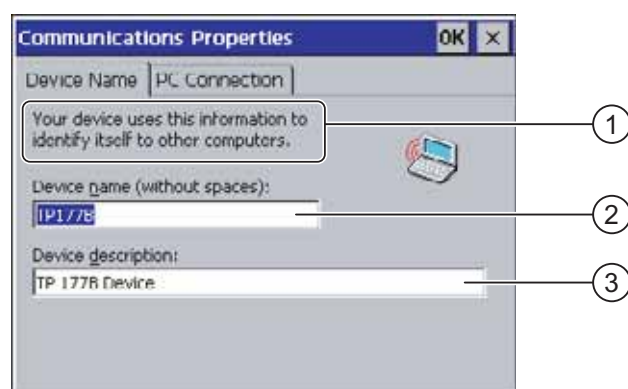 Communications Properties OK ×
Device Name PC Connection
Your device uses this information to
identify itself to other computers.
1
Device name (without spaces):
TP177B
2
Device description:
TP 177B Device
3